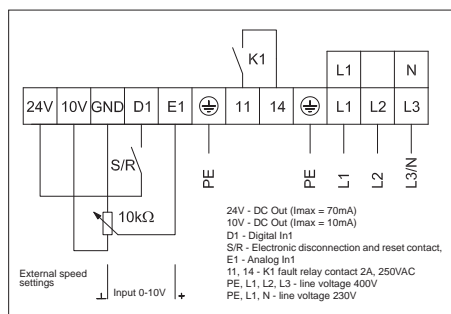 K1
L1 N
24V 10V GND D1 E1 11 14 L1 L2 L3
S/R
PE PE L1 L2 L3/N
10kΩ
24V - DC Out (Imax = 70mA)
10V - DC Out (Imax = 10mA)
D1 - Digital In1
S/R - Electronic disconnection and reset contact,
E1 - Analog In1
11, 14 - K1 fault relay contact 2A, 250VAC
PE, L1, L2, L3 - line voltage 400V
PE, L1, N - line voltage 230V
External speed
settings
Input 0-10V +